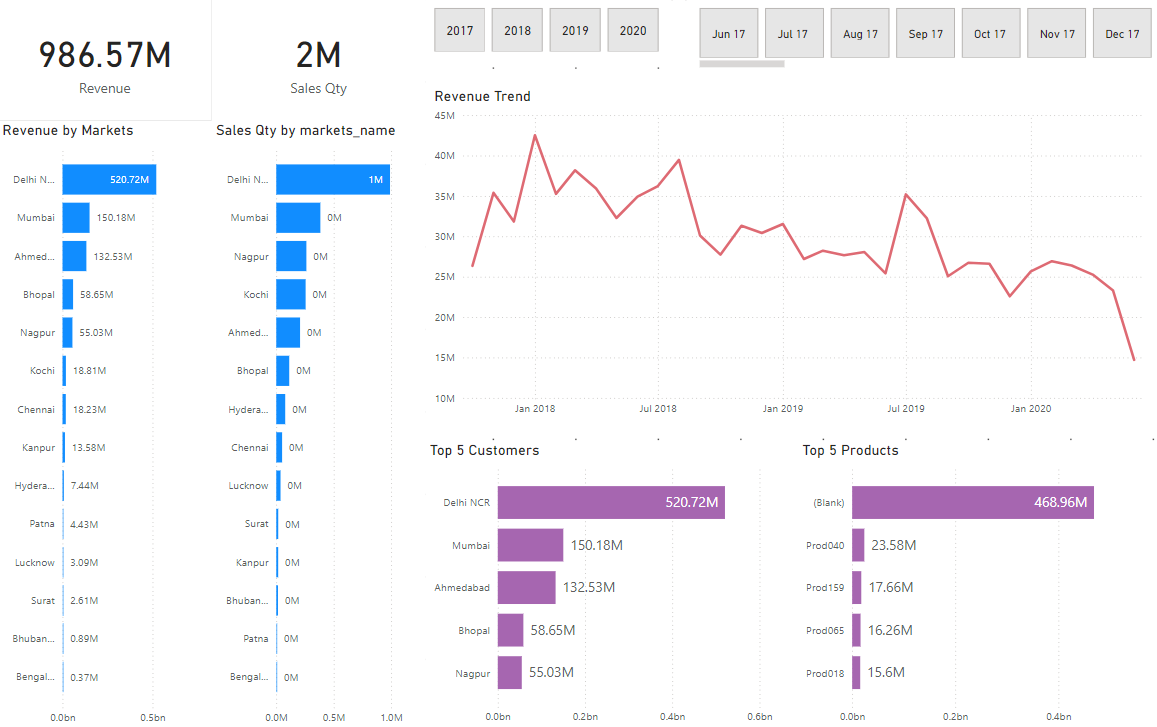 986.57M
Revenue
2M
Sales Qty
2017
2018
2019
2020
Jun 17
Jul 17
Aug 17
Sep 17
Oct 17
Nov 17
Dec 17
Revenue by Markets
Delhi N... 520.72M
Mumbai 150.18M
Ahmed... 132.53M
Bhopal 58.65M
Nagpur 55.03M
Kochi 18.81M
Chennai 18.23M
Kanpur 13.58M
Hydera... 7.44M
Patna 4.43M
Lucknow 3.09M
Surat 2.61M
Bhuban... 0.89M
Bengal... 0.37M
0.0bn 0.5bn
Sales Qty by markets_name
Delhi N... 1M
Mumbai 0M
Nagpur 0M
Kochi 0M
Ahmed... 0M
Bhopal 0M
Hydera... 0M
Chennai 0M
Lucknow 0M
Surat 0M
Kanpur 0M
Bhuban... 0M
Patna 0M
Bengal... 0M
0.0M 0.5M 1.0M
Revenue Trend
45M
40M
35M
30M
25M
20M
15M
10M
Jan 2018 Jul 2018 Jan 2019 Jul 2019 Jan 2020
Top 5 Customers
Delhi NCR 520.72M
Mumbai 150.18M
Ahmedabad 132.53M
Bhopal 58.65M
Nagpur 55.03M
0.0bn 0.2bn 0.4bn 0.6bn
Top 5 Products
(Blank) 468.96M
Prod040 23.58M
Prod159 17.66M
Prod065 16.26M
Prod018 15.6M
0.0bn 0.2bn 0.4bn